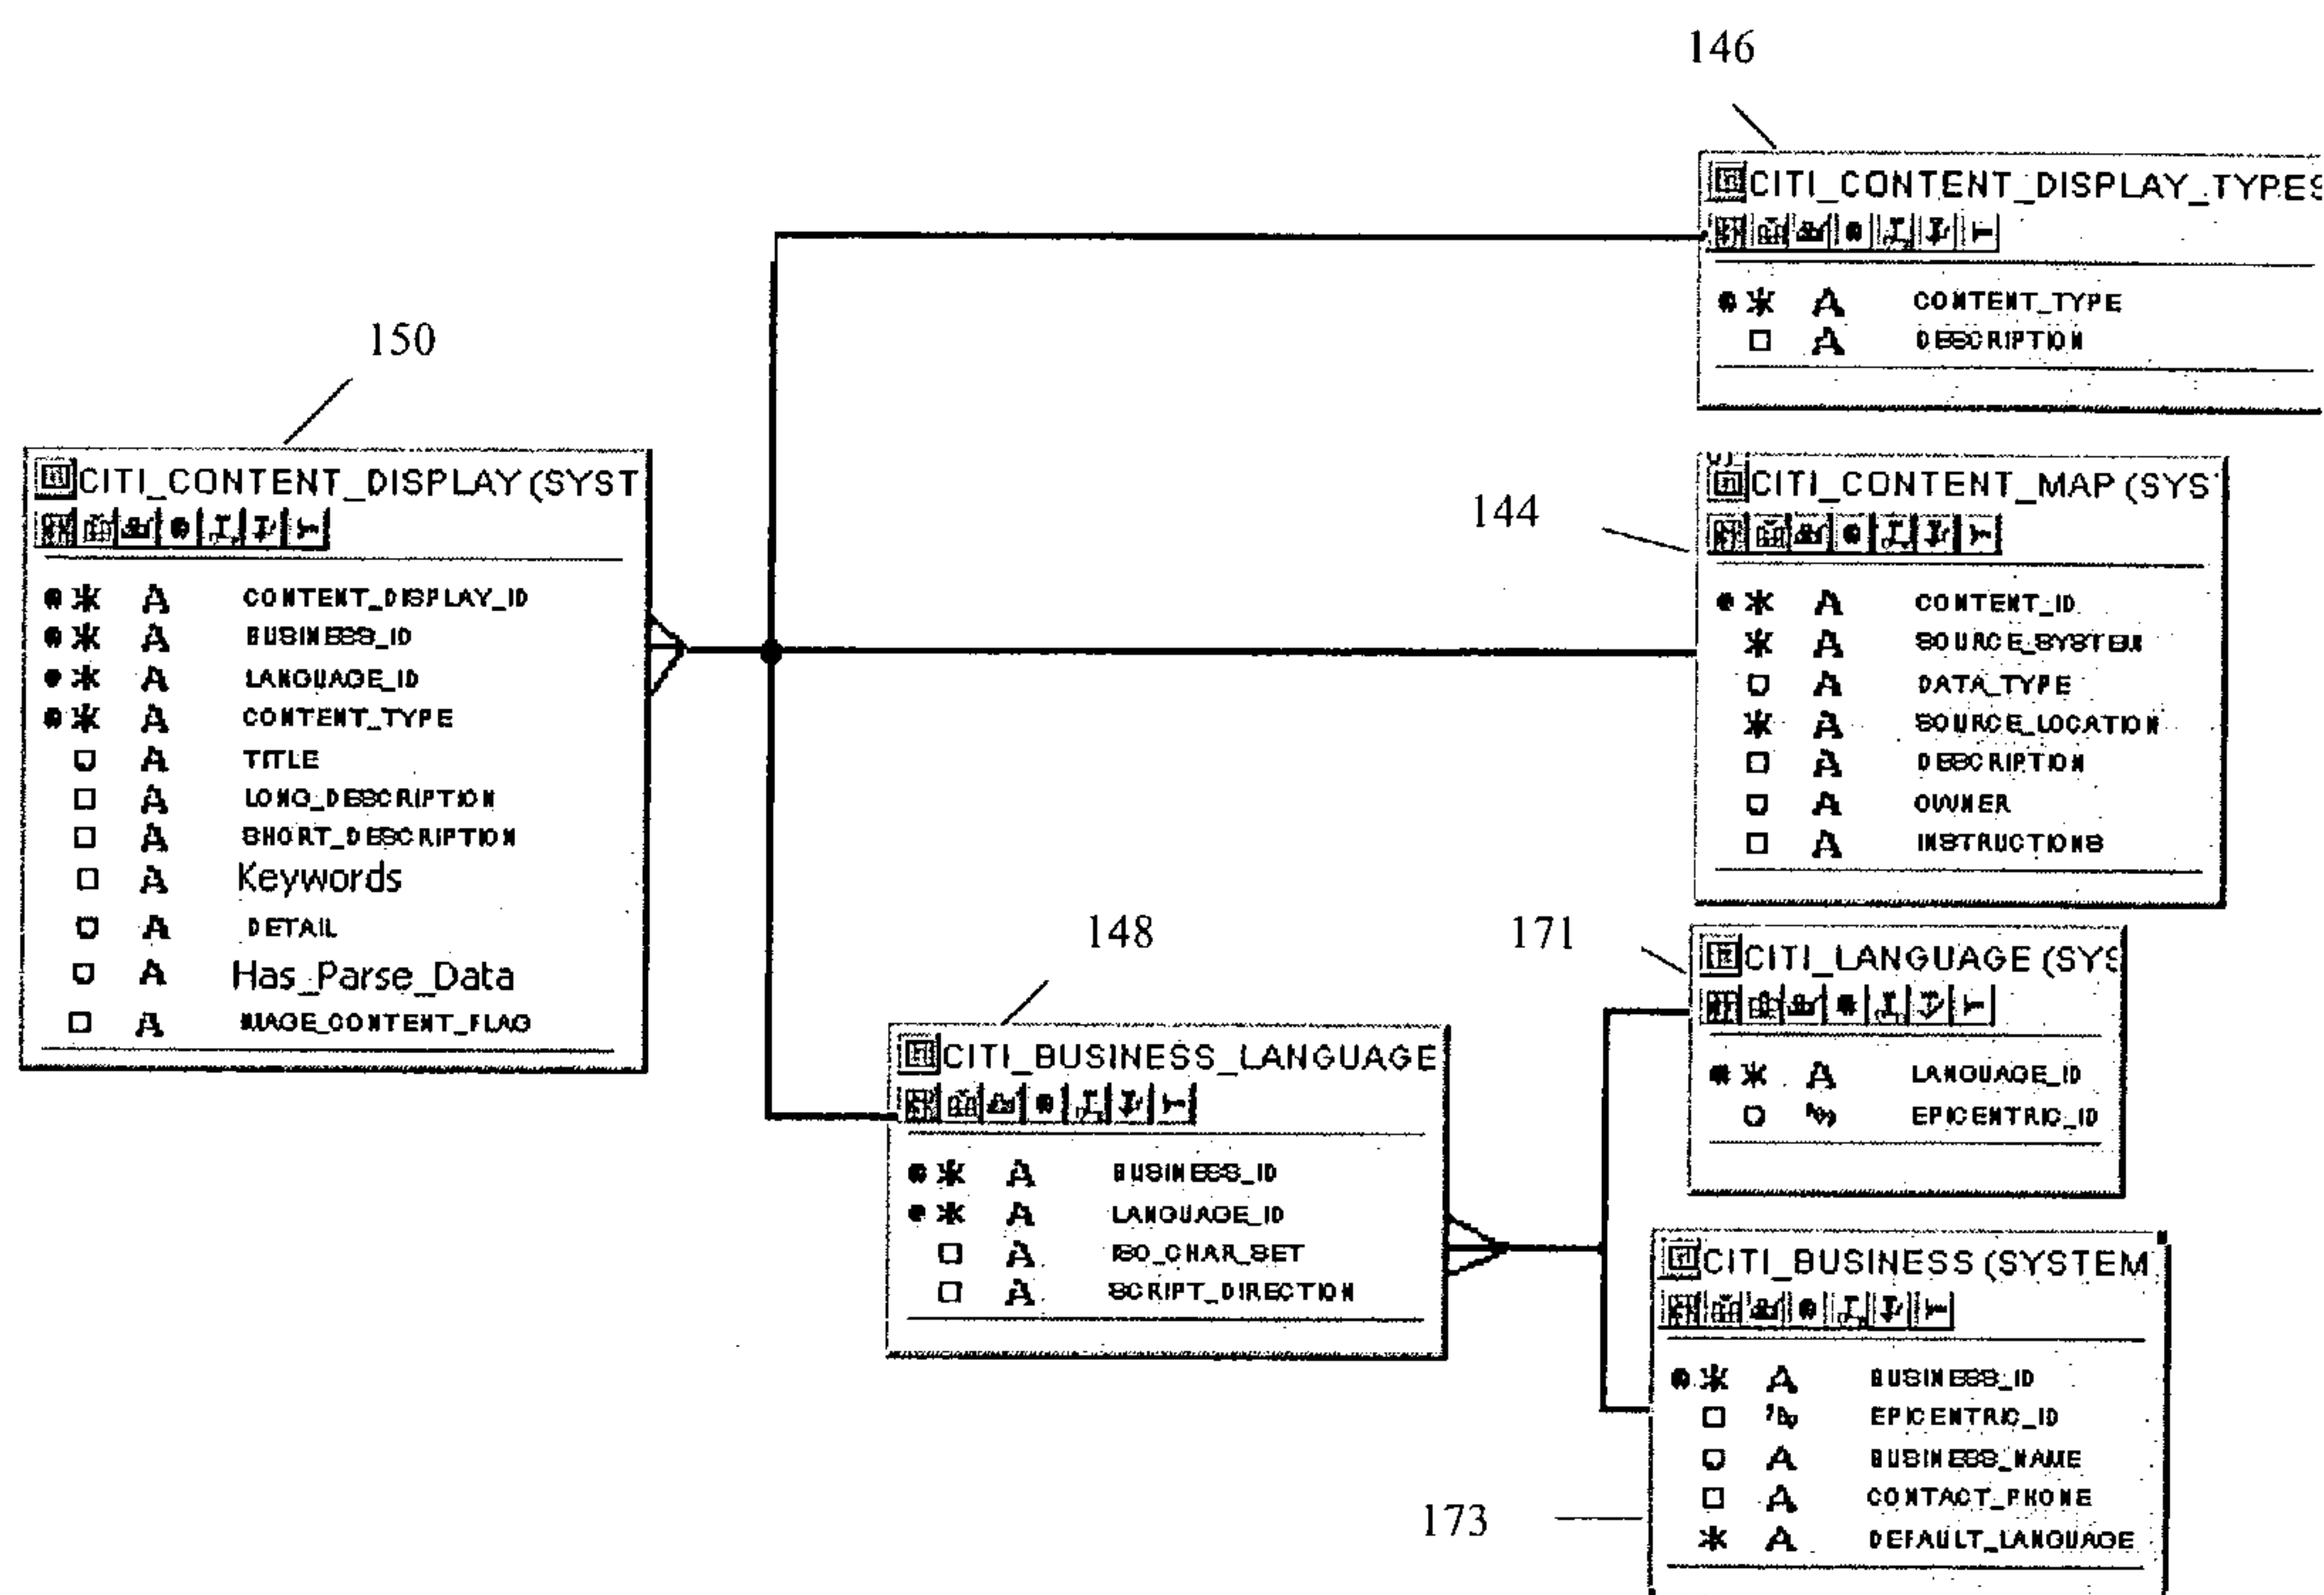 146
CITI_CONTENT_DISPLAY_TYPES
CONTENT_TYPE
DESCRIPTION
150
CITI_CONTENT_DISPLAY (SYST
CONTENT_DISPLAY_ID
BUSINESS_ID
LANGUAGE_ID
CONTENT_TYPE
TITLE
LONG_DESCRIPTION
SHORT_DESCRIPTION
Keywords
DETAIL
Has_Parse_Data
IMAGE_CONTENT_FLAG
144
CITI_CONTENT_MAP (SYS
CONTENT_ID
SOURCE_SYSTEM
DATA_TYPE
SOURCE_LOCATION
DESCRIPTION
OWNER
INSTRUCTIONS
148
CITI_BUSINESS_LANGUAGE
BUSINESS_ID
LANGUAGE_ID
ISO_CHAR_SET
SCRIPT_DIRECTION
171
CITI_LANGUAGE (SYS
LANGUAGE_ID
EPICENTRIC_ID
CITI_BUSINESS (SYSTEM
BUSINESS_ID
EPICENTRIC_ID
BUSINESS_NAME
CONTACT_PHONE
DEFAULT_LANGUAGE
173